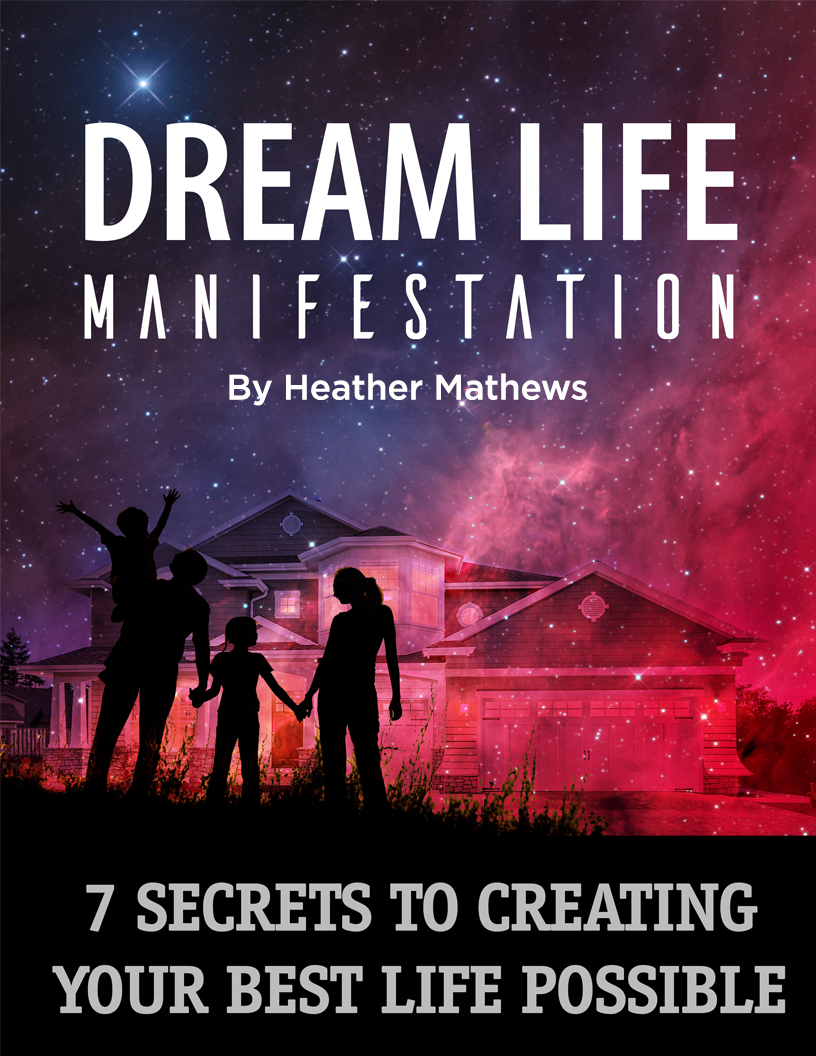 DREAM LIFE
MANIFESTATION
By Heather Mathews
7 SECRETS TO CREATING
YOUR BEST LIFE POSSIBLE